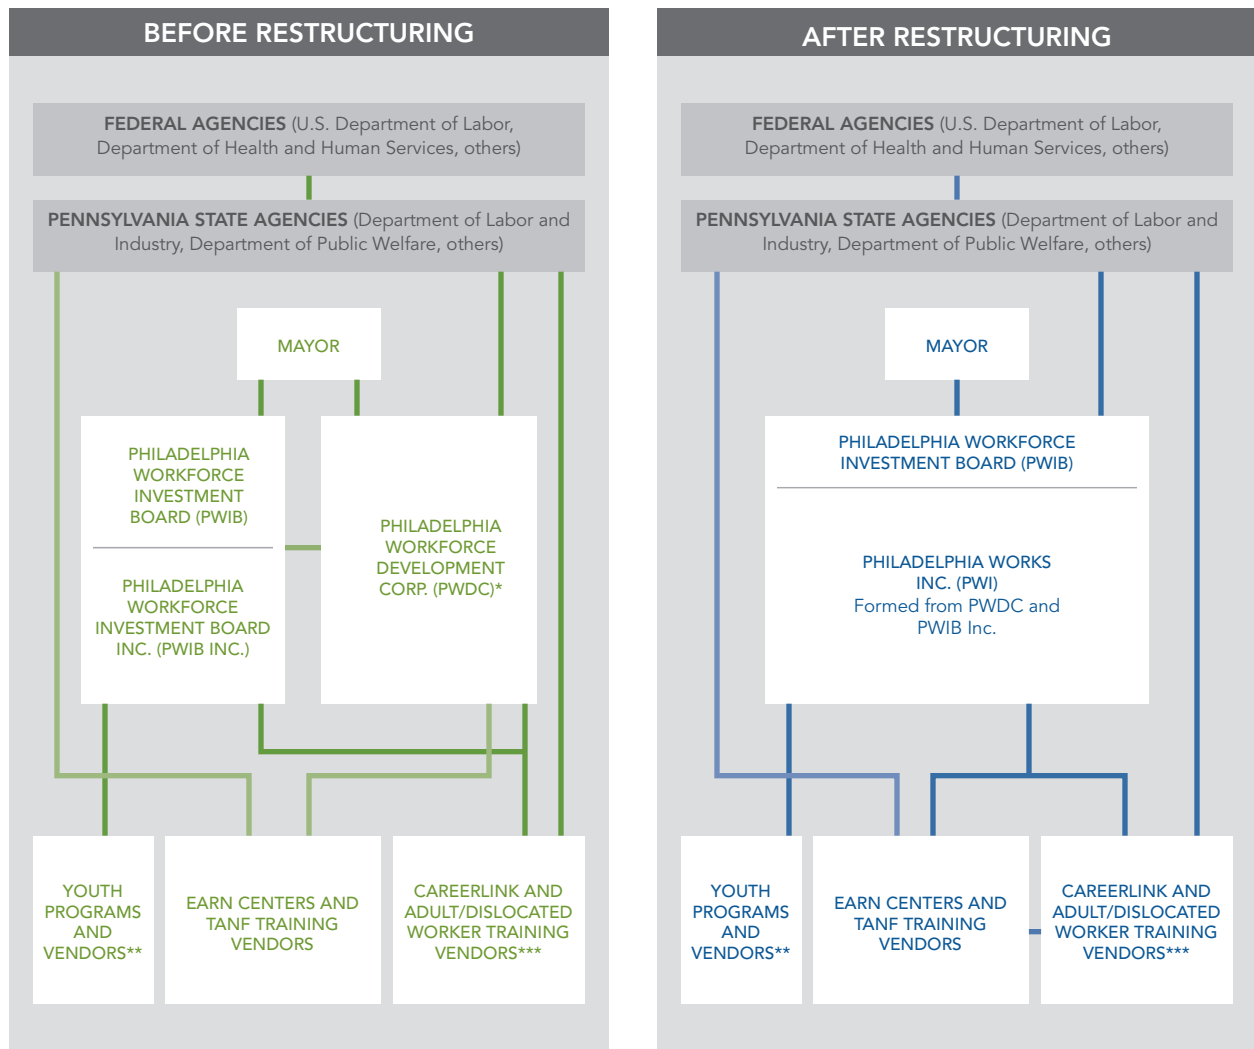 BEFORE RESTRUCTURING
FEDERAL AGENCIES (U.S. Department of Labor,
Department of Health and Human Services, others)
PENNSYLVANIA STATE AGENCIES (Department of Labor and
Industry, Department of Public Welfare, others)
MAYOR
PHILADELPHIA
WORKFORCE
INVESTMENT
BOARD (PWIB)
PHILADELPHIA
WORKFORCE
INVESTMENT BOARD
INC. (PWIB INC.)
PHILADELPHIA
WORKFORCE
DEVELOPMENT
CORP. (PWDC)*
YOUTH
PROGRAMS
AND
VENDORS**
EARN CENTERS AND
TANF TRAINING
VENDORS
CAREERLINK AND
ADULT/DISLOCATED
WORKER TRAINING
VENDORS***
AFTER RESTRUCTURING
FEDERAL AGENCIES (U.S. Department of Labor,
Department of Health and Human Services, others)
PENNSYLVANIA STATE AGENCIES (Department of Labor and
Industry, Department of Public Welfare, others)
MAYOR
PHILADELPHIA WORKFORCE
INVESTMENT BOARD (PWIB)
PHILADELPHIA WORKS
INC. (PWI)
Formed from PWDC and
PWIB Inc.
YOUTH
PROGRAMS
AND
VENDORS**
EARN CENTERS AND
TANF TRAINING
VENDORS
CAREERLINK AND
ADULT/DISLOCATED
WORKER TRAINING
VENDORS***